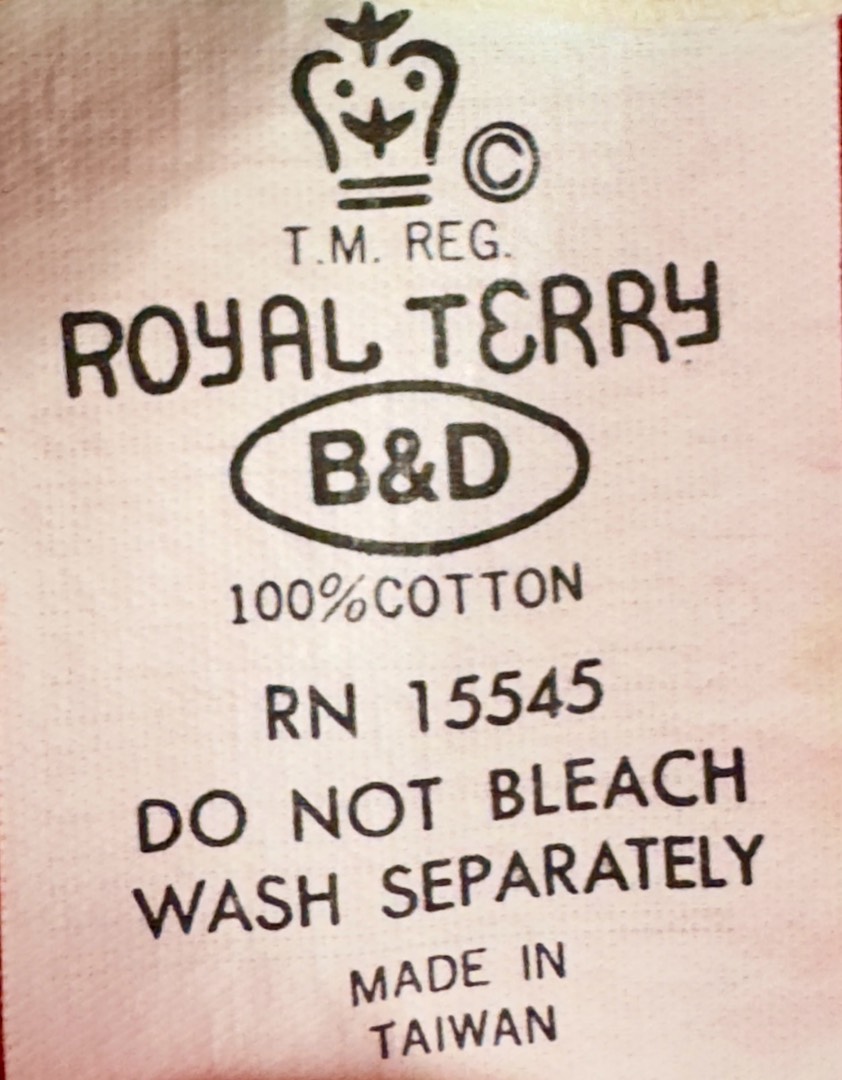 ©
T.M. REG.
ROYAL TERRY
B&D
100%COTTON
RN 15545
DO NOT BLEACH
WASH SEPARATELY
MADE IN
TAIWAN